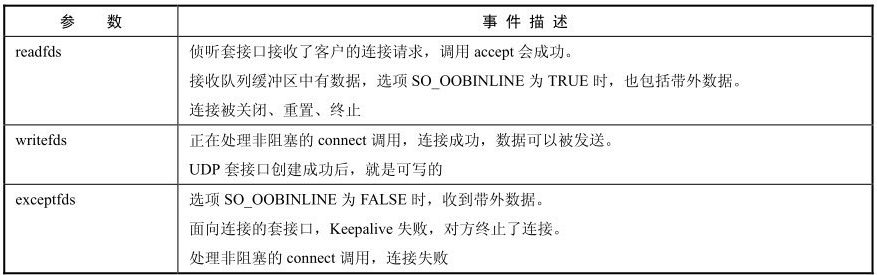 参 数 事 件 描 述
readfds 侦听套接口接收了客户的连接请求，调用 accept 会成功。
接收队列缓冲区中有数据，选项 SO_OOBINLINE 为 TRUE 时，也包括带外数据。
连接被关闭、重置、终止
writefds 正在处理非阻塞的 connect 调用，连接成功，数据可以被发送。
UDP 套接口创建成功后，就是可写的
exceptfds 选项 SO_OOBINLINE 为 FALSE 时，收到带外数据。
面向连接的套接口，Keepalive 失败，对方终止了连接。
处理非阻塞的 connect 调用，连接失败